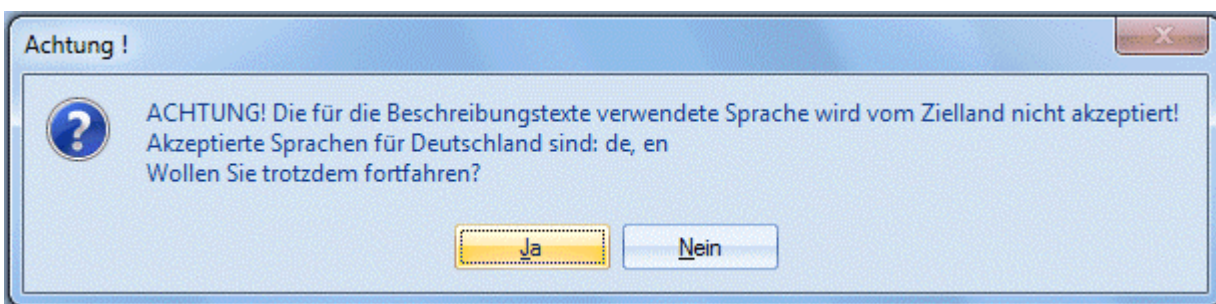 Achtung !
ACHTUNG! Die für die Beschreibungstexte verwendete Sprache wird vom Zielland nicht akzeptiert!
Akzeptierte Sprachen für Deutschland sind: de, en
Wollen Sie trotzdem fortfahren?
Ja Nein